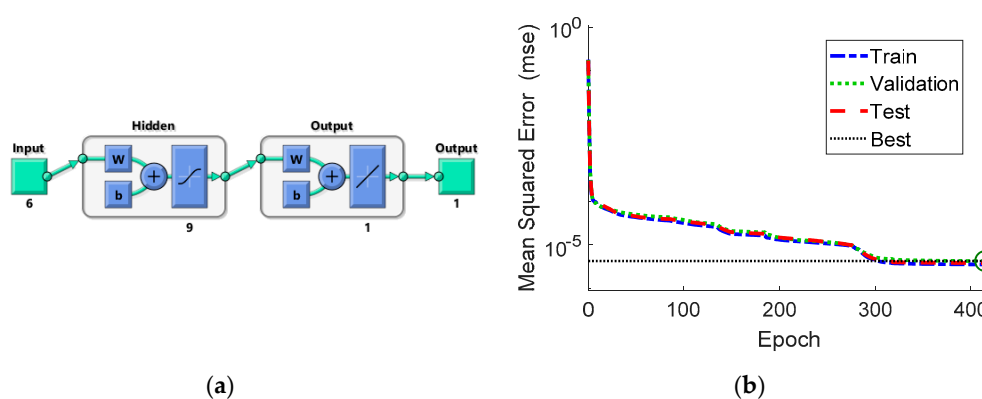 Hidden
Output
Input
W
b
+
W
b
+
Output
6
9
1
1
(a)
Mean Squared Error (mse)
10^0
10^-5
Train
Validation
Test
Best
0
100
200
300
400
Epoch
(b)